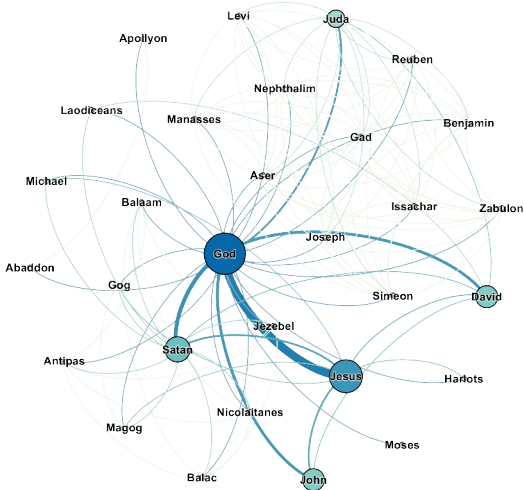 Levi
Juda
Apollyon
Reuben
Nephthalim
Laodiceans
Manasses
Benjamin
Gad
Aser
Michael
Balaam
Issachar
Zabulon
Joseph
God
Abaddon
Gog
Simeon
David
Jezebel
Satan
Antipas
Jesus
Harlots
Nicolaitanes
Magog
Moses
Balac
John